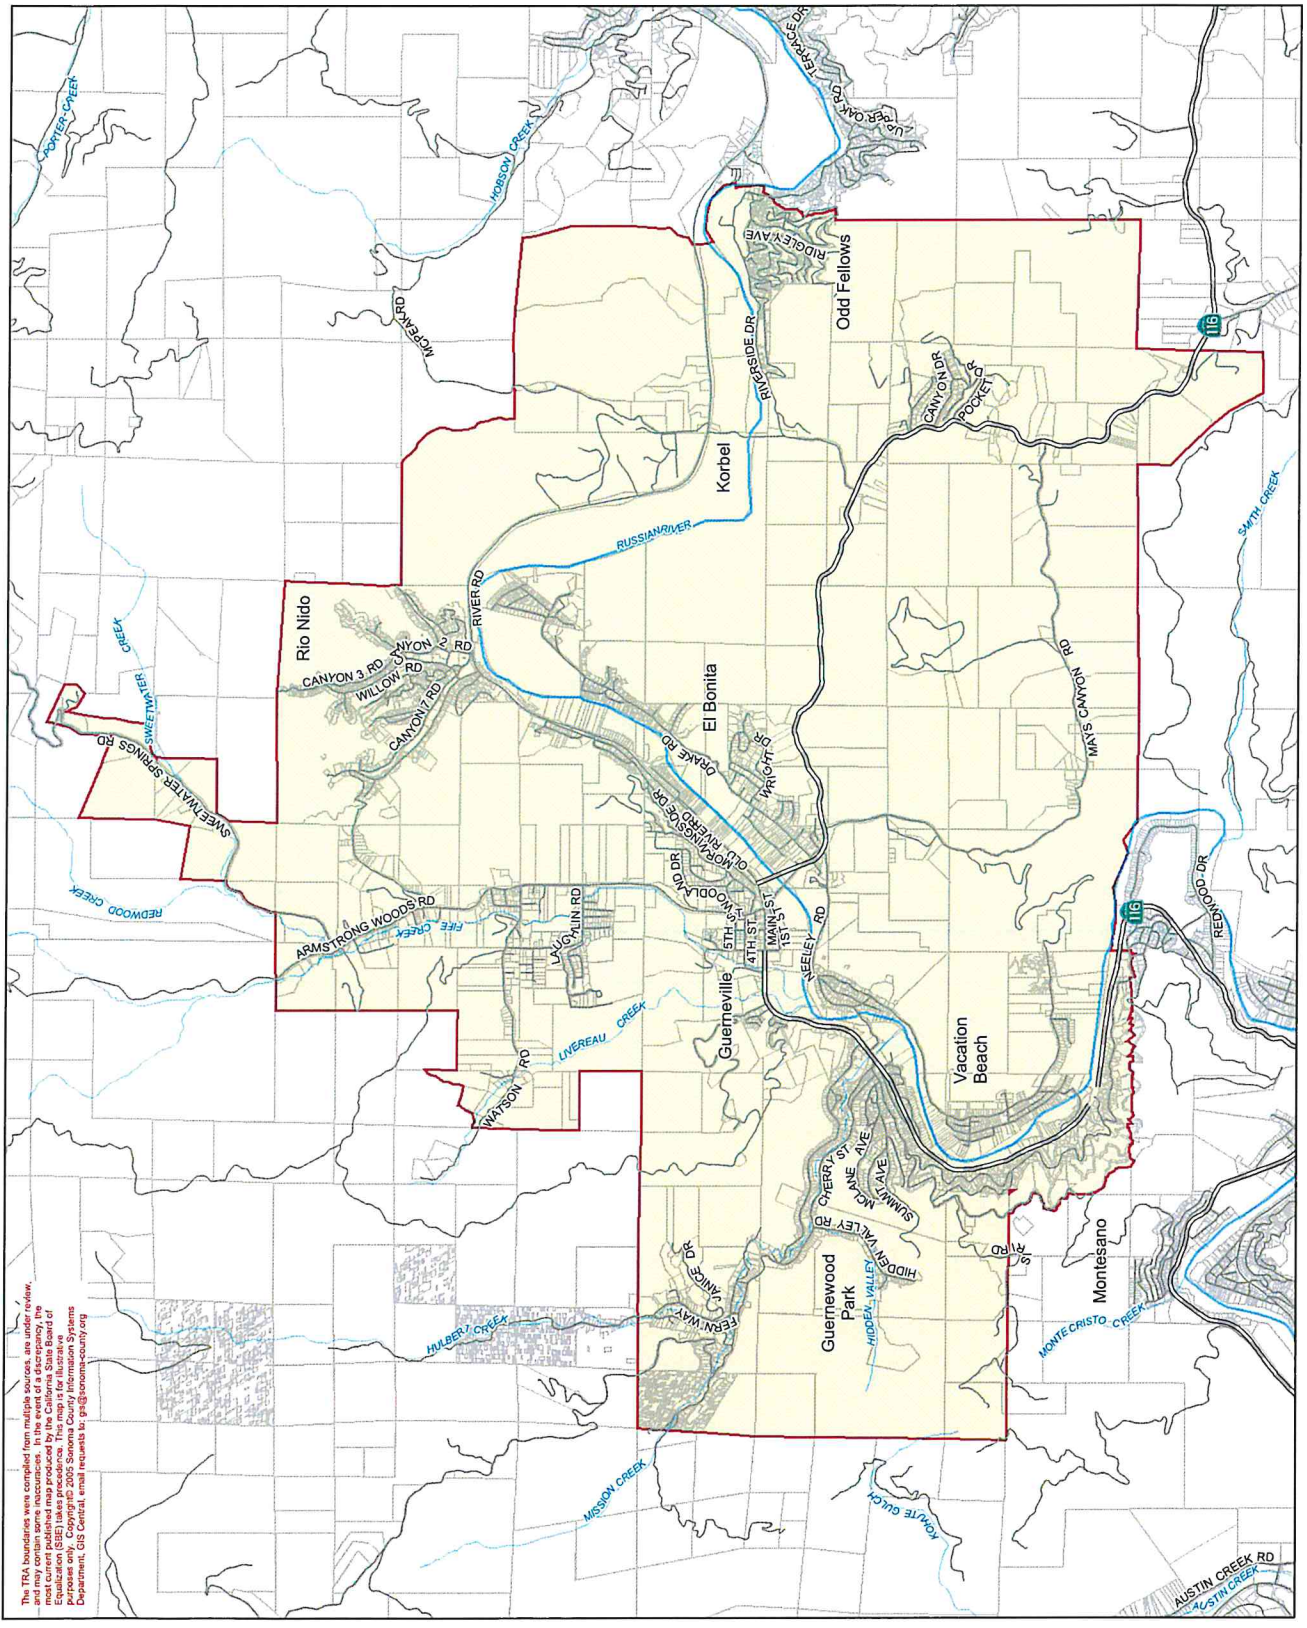 The TRA boundaries were compiled from multiple sources, are under review,
and may contain some inaccuracies. In the event of a discrepancy, the
most current published map produced by the California State Board of
Equalization (SBE) takes precedence. This map is for illustrative
purposes only. Copyright© 2005 Sonoma County Information Systems
Department, GIS Central, email requests to: gis@sonoma-county.org
MISSION CREEK
HULBERT CREEK
FERN WAY
JANICE DR
Guernewood
Park
HIDDEN VALLEY
HIDDEN VALLEY RD
CHERRY ST
MCLANE AVE
SUMMIT AVE
KOHUTE GULCH
AUSTIN CREEK RD
AUSTIN CREEK
MONTE CRISTO CREEK
Montesano
WATSON RD
LIVEREAU CREEK
Guerneville
Vacation
Beach
REDWOOD CREEK
ARMSTRONG WOODS RD
FIFE CREEK
LAUGHLIN RD
5TH ST
4TH ST
MAIN ST
1ST ST
NEELEY RD
WOODLAND DR
MORNINGSIDE DR
OLD RIVER RD
116
REDWOOD DR
SWEETWATER SPRINGS RD
SWEETWATER CREEK
Rio Nido
CANYON 3 RD
WILLOW RD
CANYON 2 RD
CANYON 7 RD
RIVER RD
DRAKE RD
El Bonita
WRIGHT DR
MAYS CANYON RD
RUSSIAN RIVER
Korbel
SMITH CREEK
MCPEAK RD
RIVERSIDE DR
CANYON DR
POCKET DR
Odd Fellows
RIDGLEY AVE
116
PORTER CREEK
HOBSON CREEK
TERRACE DR
UPPER OAK RD